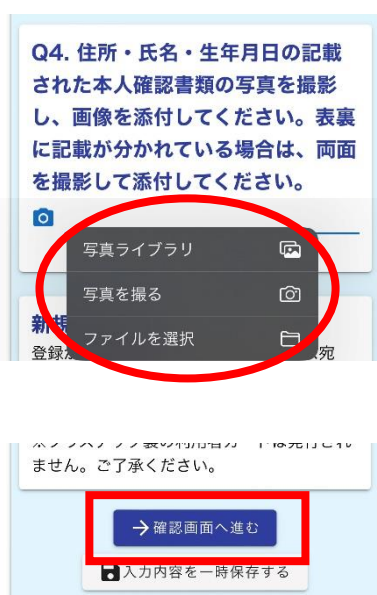 Q4. 住所・氏名・生年月日の記載
された本人確認書類の写真を撮影
し、画像を添付してください。表裏
に記載が分かれている場合は、両面
を撮影して添付してください。
写真ライブラリ
写真を撮る
ファイルを選択
新規
登録
宛
ません。ご了承ください。
→確認画面へ進む
入力内容を一時保存する